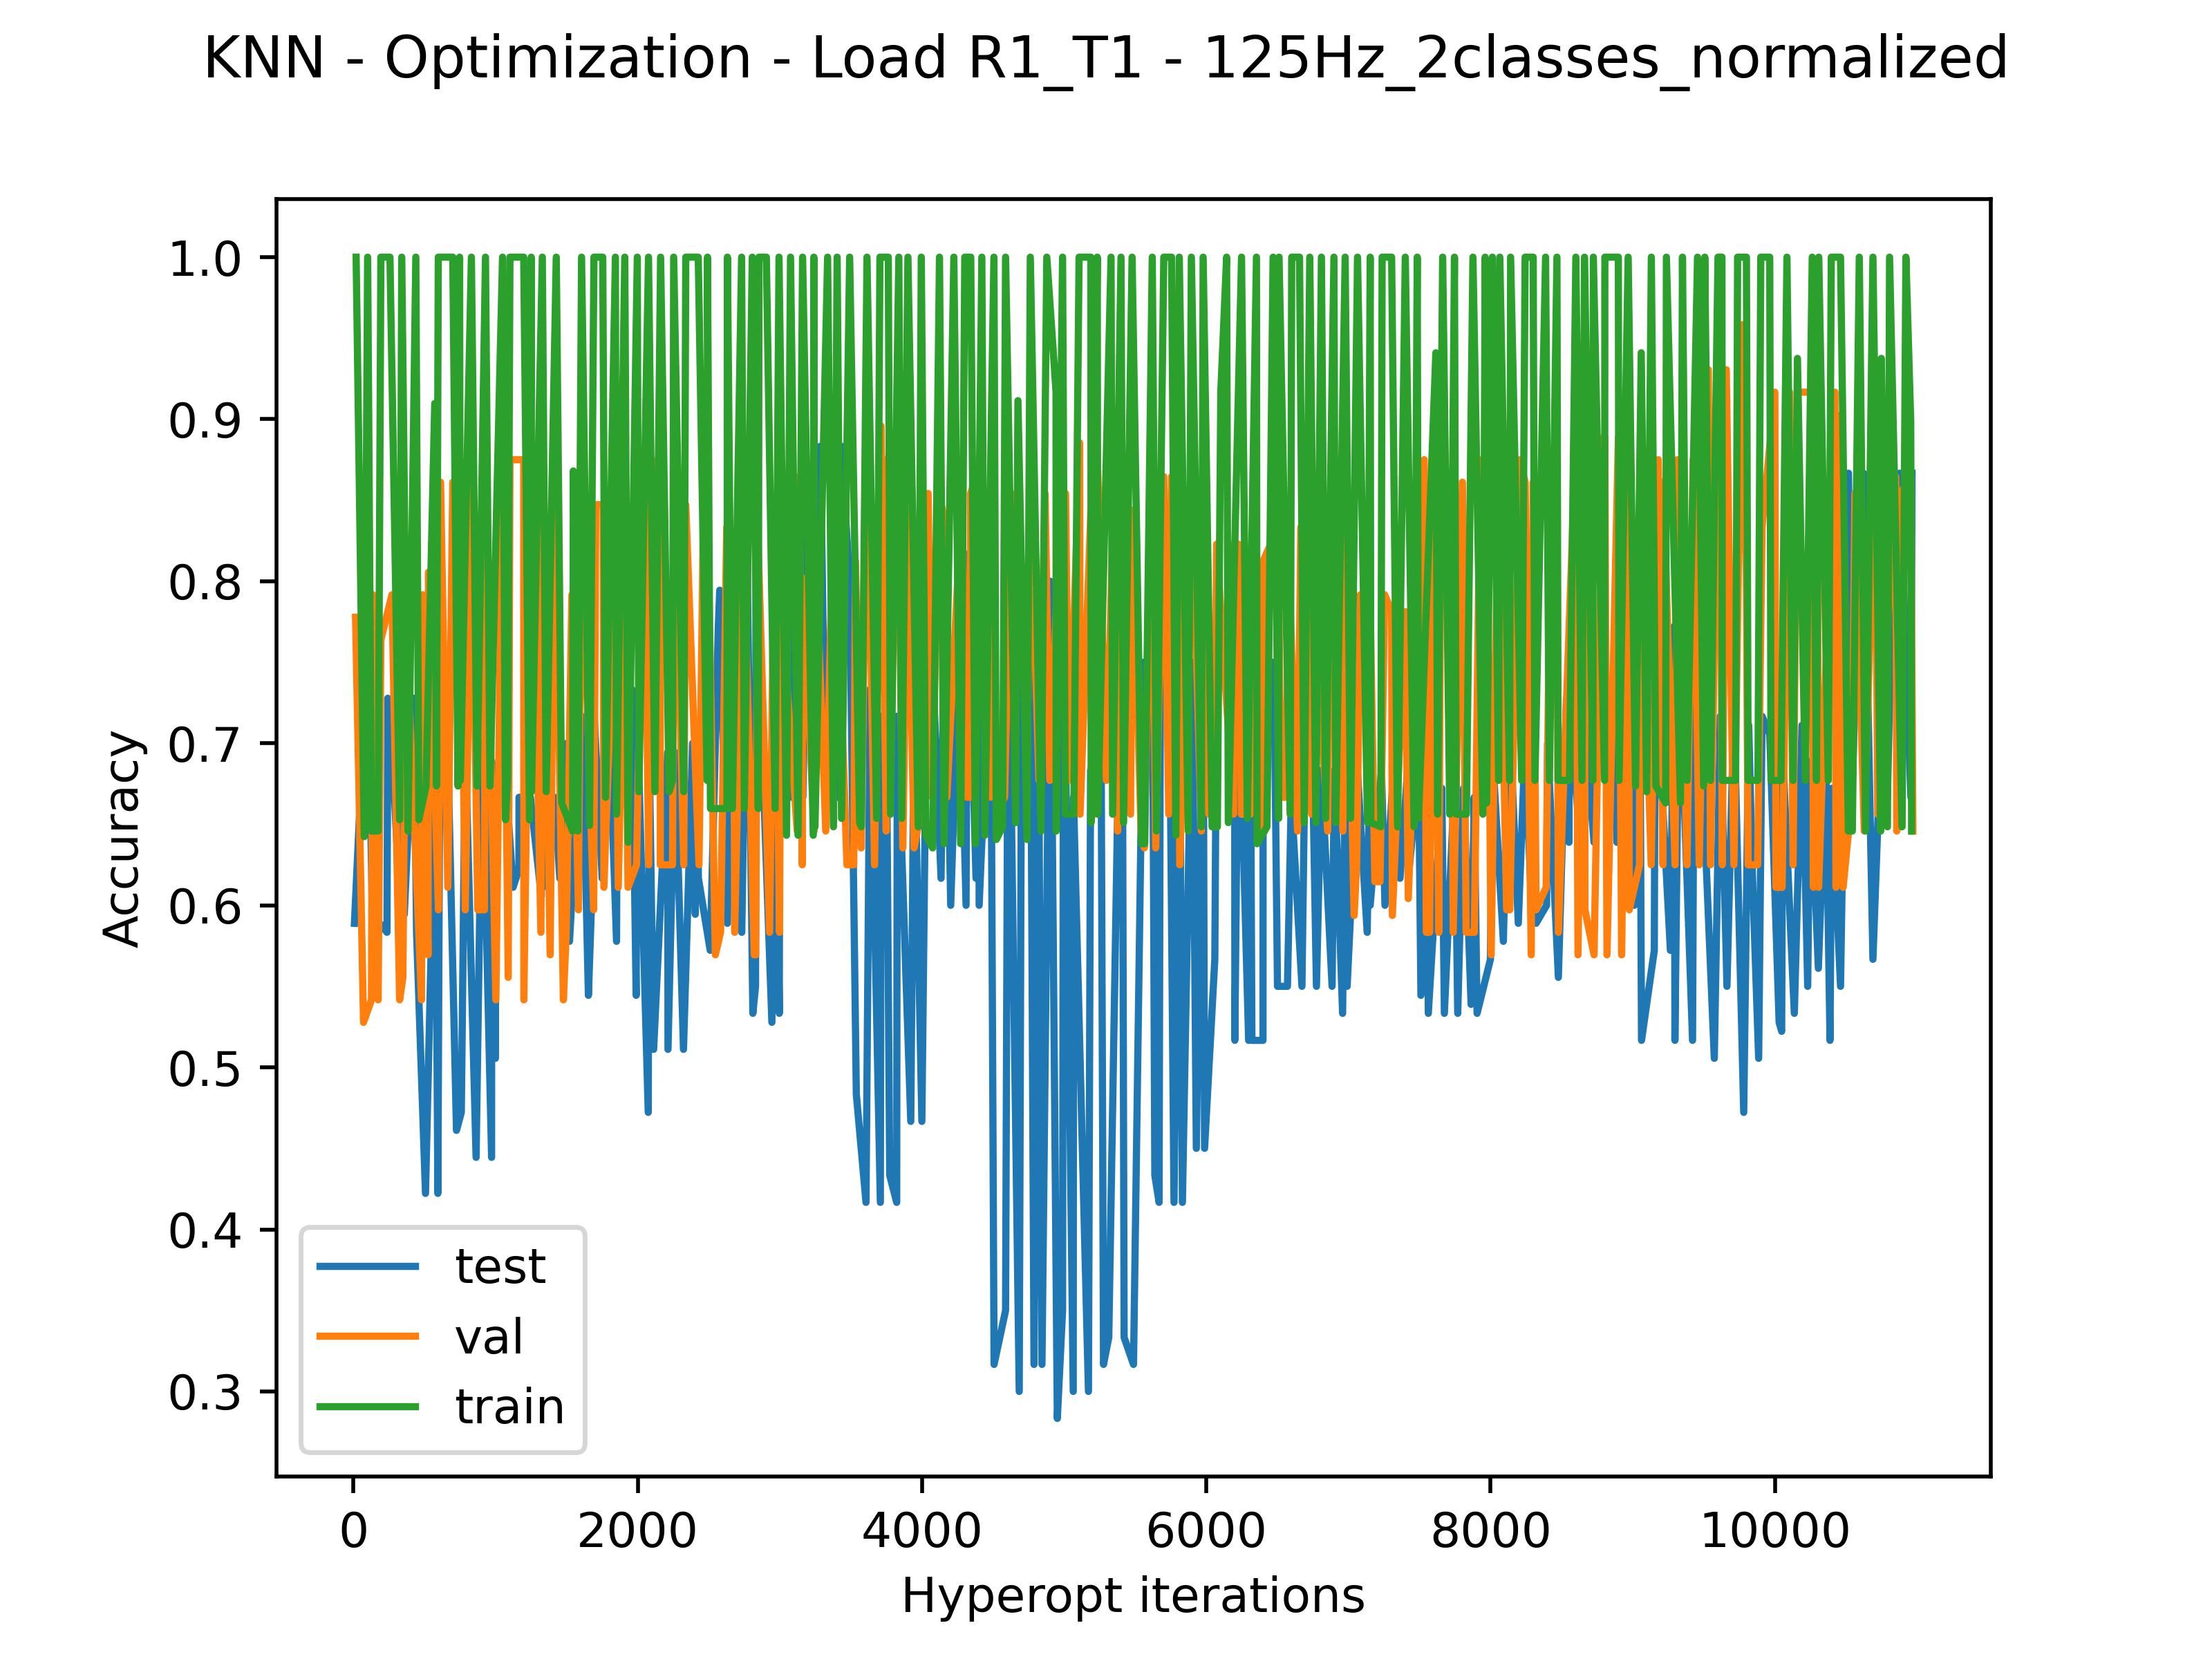 KNN - Optimization - Load R1_T1 - 125Hz_2classes_normalized
1.0
0.9
0.8
0.7
0.6
0.5
0.4
0.3
Accuracy
test
val
train
0 2000 4000 6000 8000 10000
Hyperopt iterations